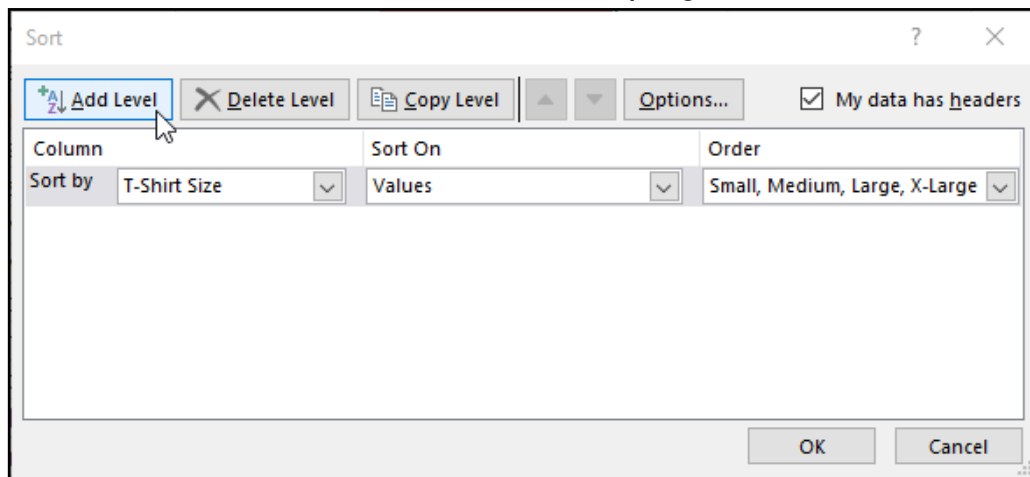 Sort ?
Add Level Delete Level Copy Level Options... My data has headers
Column Sort On Order
Sort by T-Shirt Size Values Small, Medium, Large, X-Large
OK Cancel